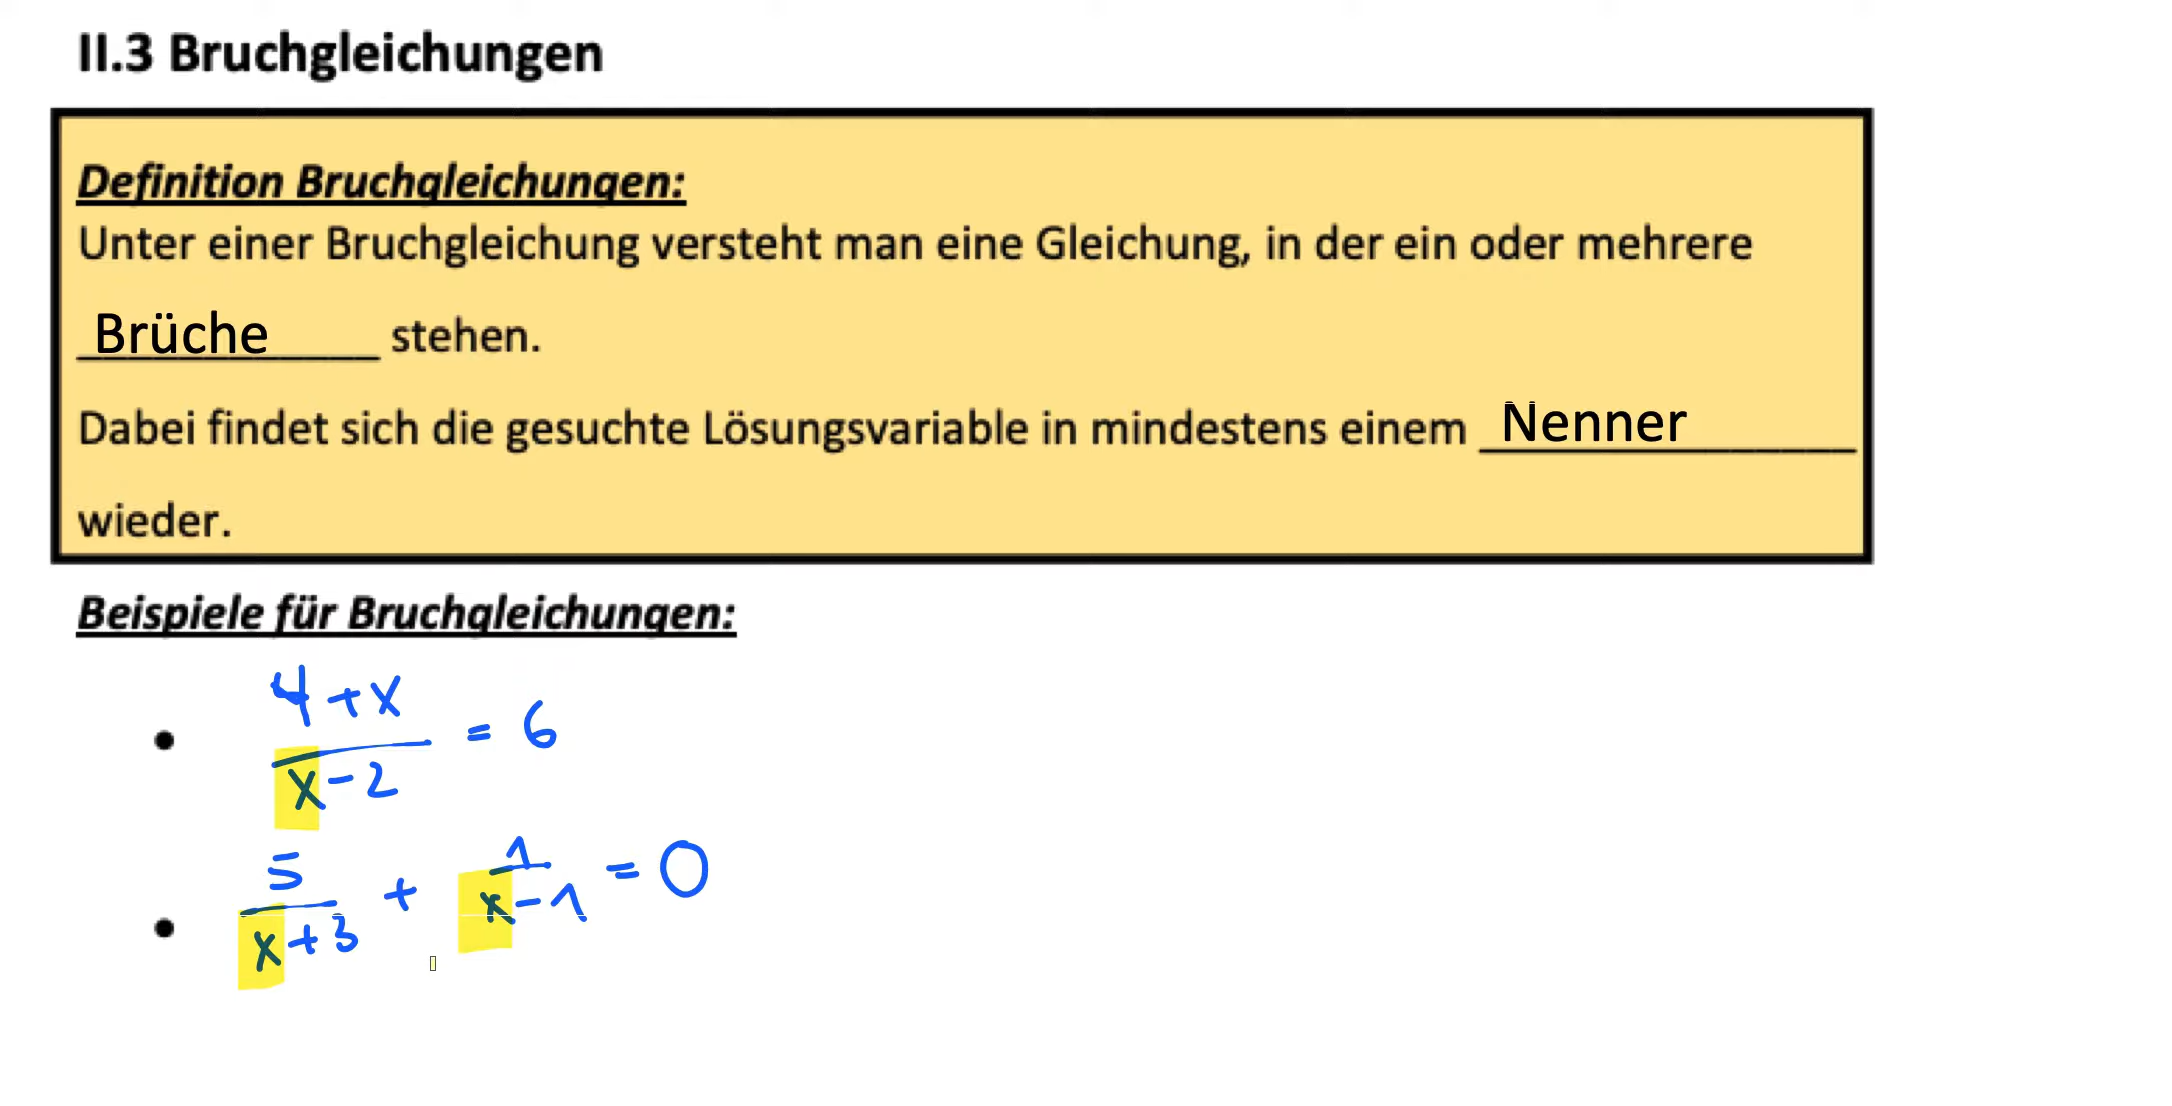 II.3 Bruchgleichungen
Definition Bruchgleichungen:
Unter einer Bruchgleichung versteht man eine Gleichung, in der ein oder mehrere
Brüche stehen.
Dabei findet sich die gesuchte Lösungsvariable in mindestens einem Nenner
wieder.
Beispiele für Bruchgleichungen:
• (4+x)/(x-2) = 6
• 5/(x+3) + 1/(x-1) = 0